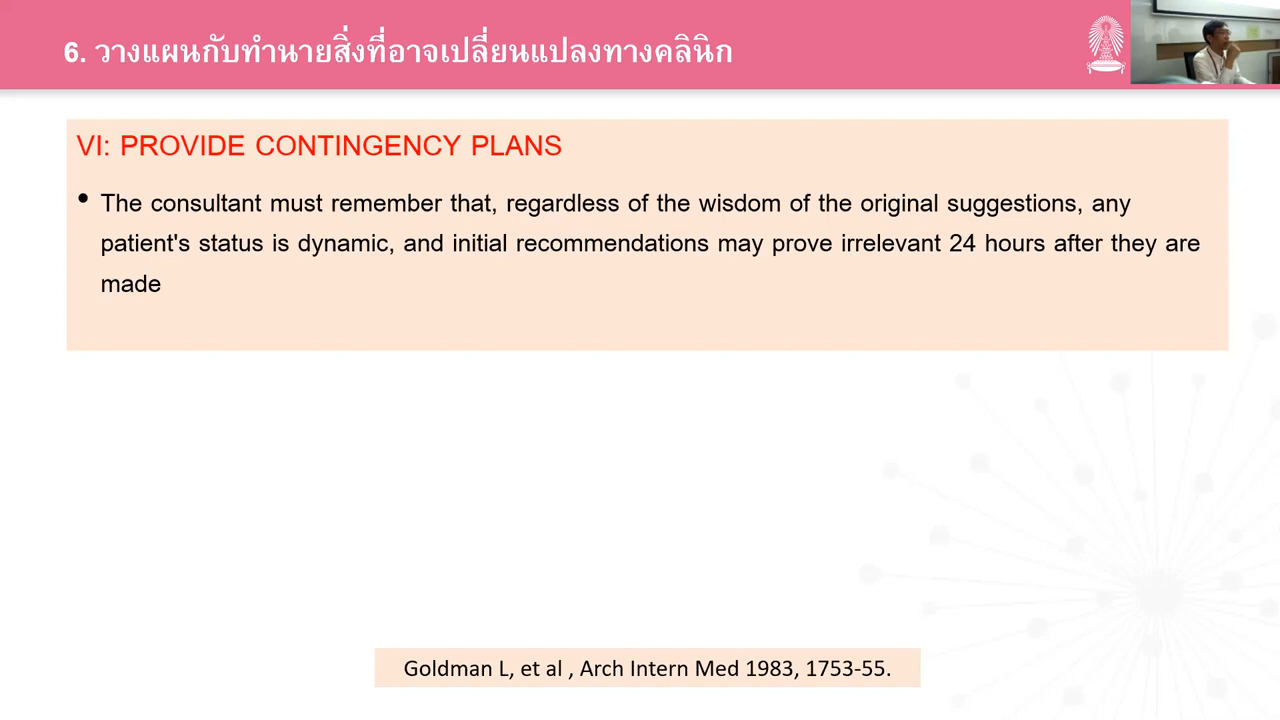 6. วางแผนกับทำนายสิ่งที่อาจเปลี่ยนแปลงทางคลินิก
VI: PROVIDE CONTINGENCY PLANS
• The consultant must remember that, regardless of the wisdom of the original suggestions, any
patient's status is dynamic, and initial recommendations may prove irrelevant 24 hours after they are
made
Goldman L, et al , Arch Intern Med 1983, 1753-55.